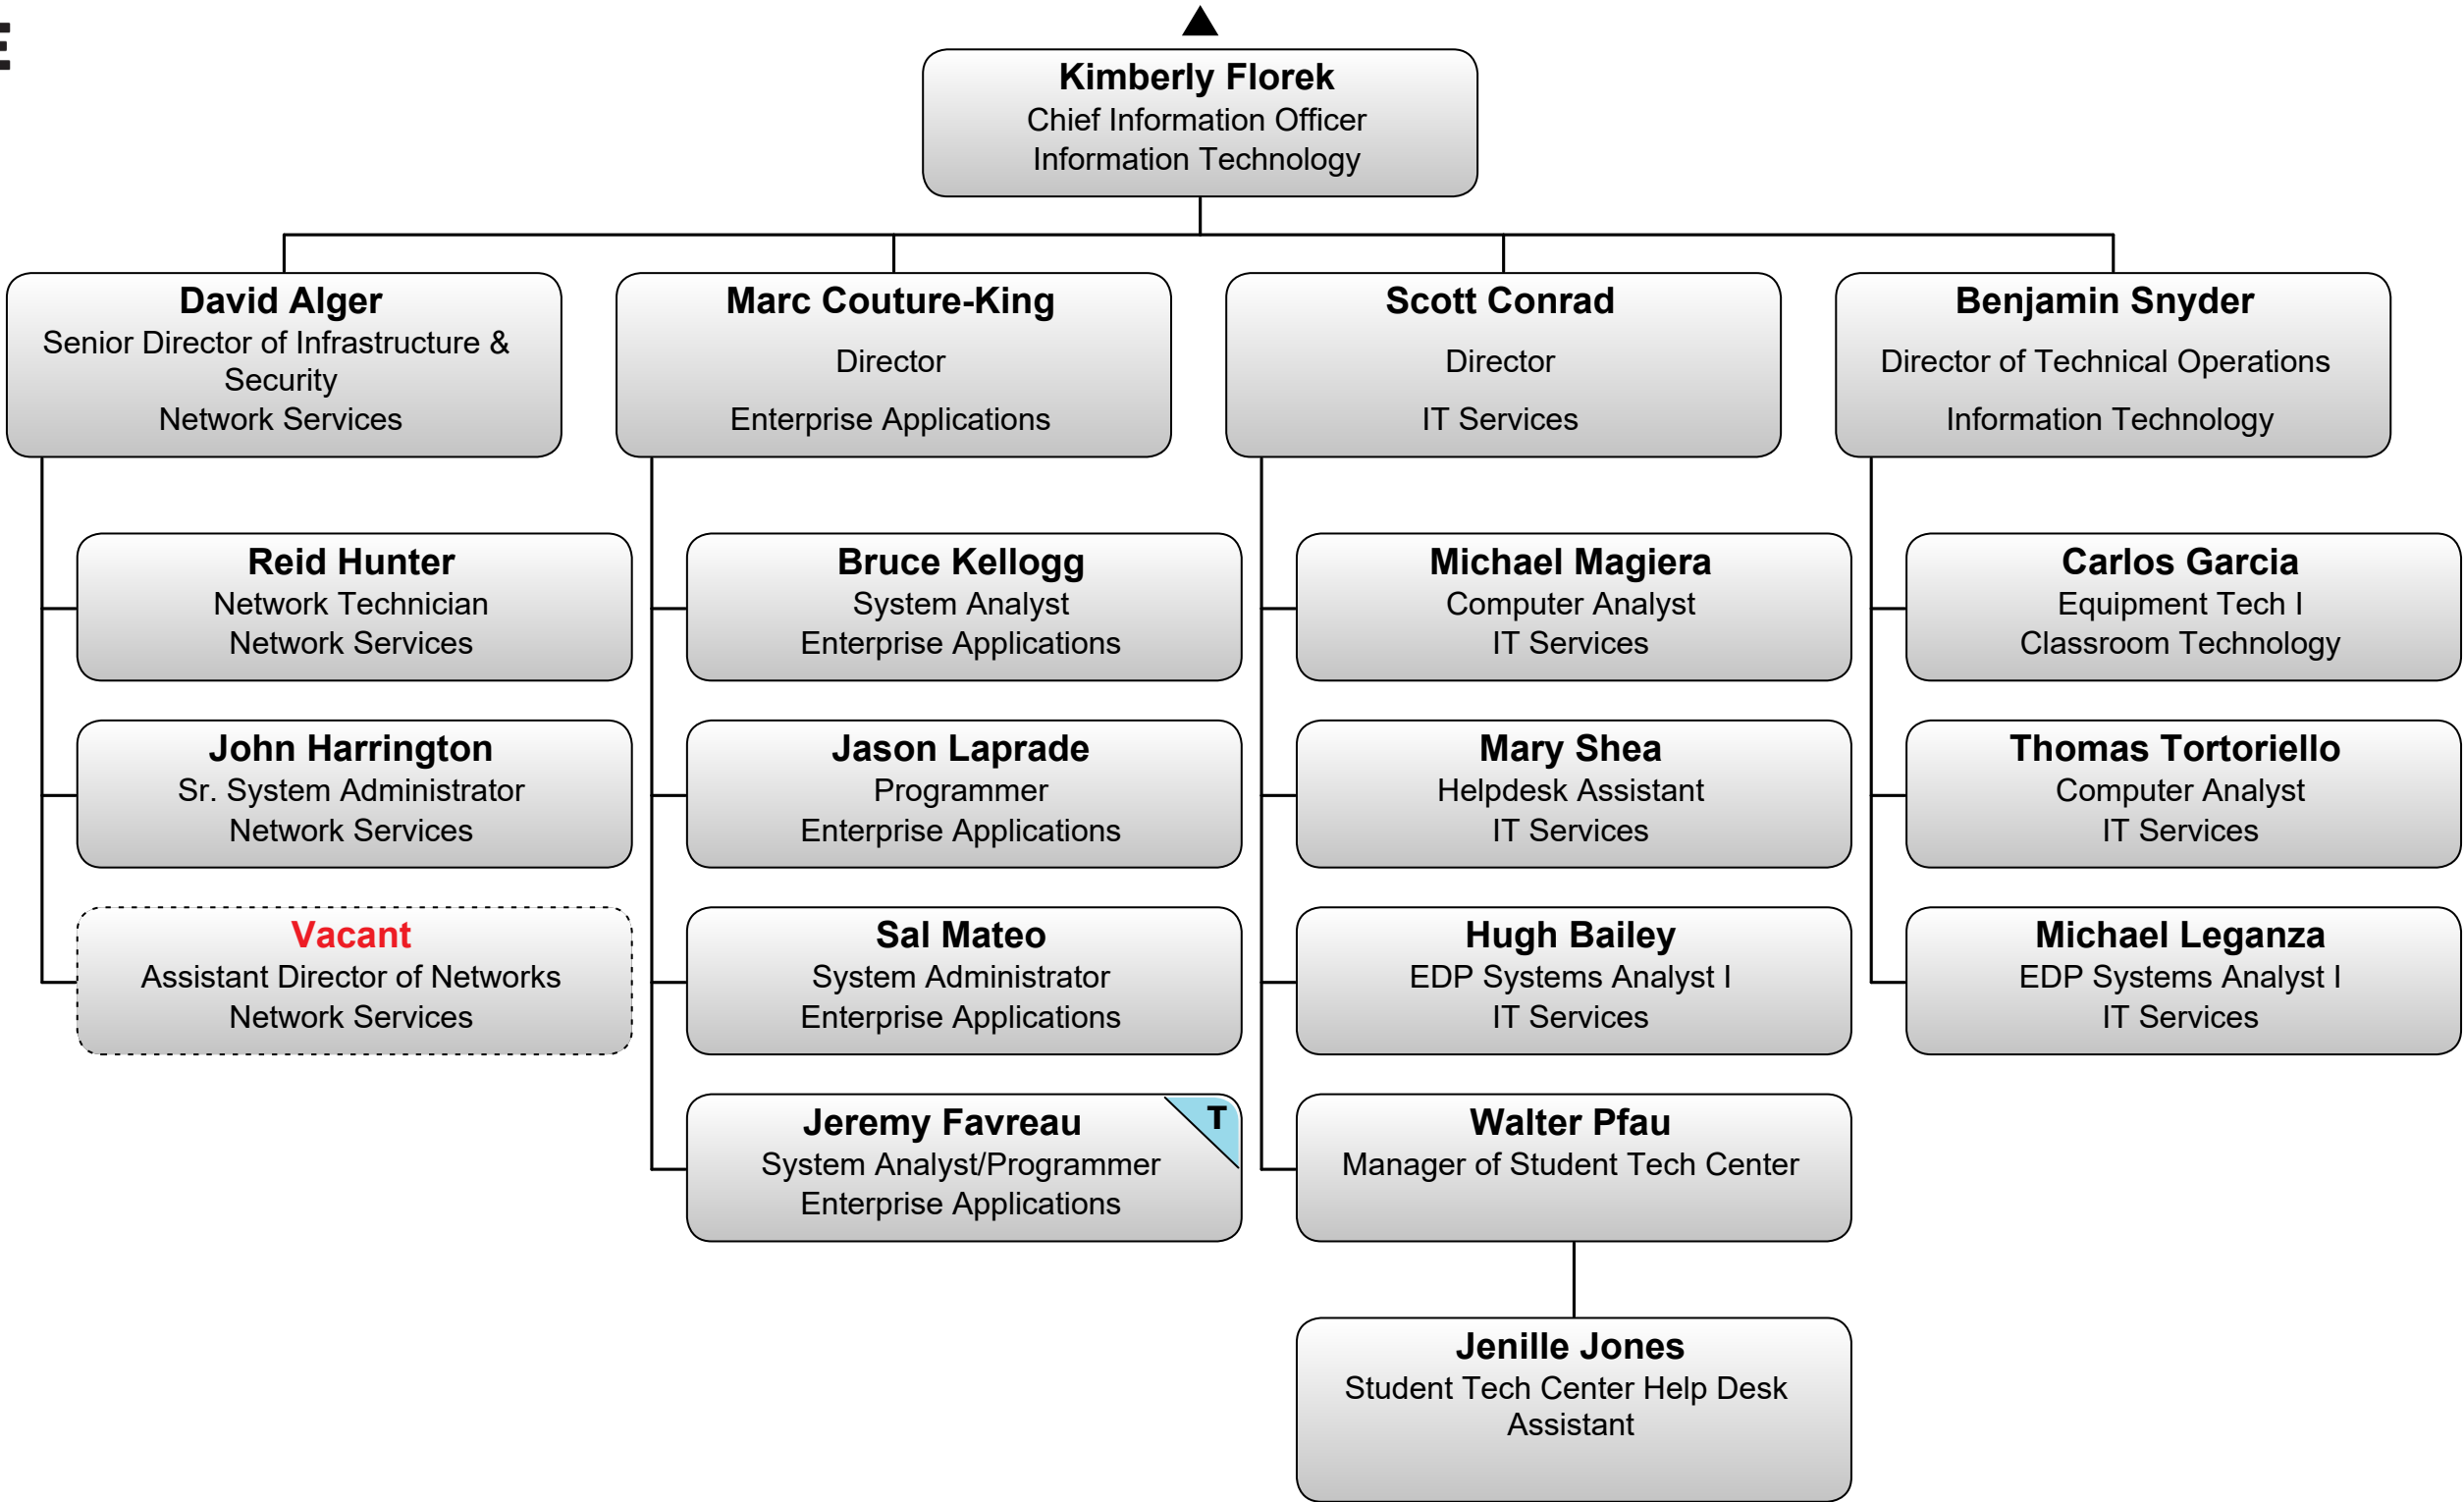 E
Kimberly Florek
Chief Information Officer
Information Technology
David Alger
Senior Director of Infrastructure &
Security
Network Services
Marc Couture-King
Director
Enterprise Applications
Scott Conrad
Director
IT Services
Benjamin Snyder
Director of Technical Operations
Information Technology
Reid Hunter
Network Technician
Network Services
John Harrington
Sr. System Administrator
Network Services
Vacant
Assistant Director of Networks
Network Services
Bruce Kellogg
System Analyst
Enterprise Applications
Jason Laprade
Programmer
Enterprise Applications
Sal Mateo
System Administrator
Enterprise Applications
Jeremy Favreau
T
System Analyst/Programmer
Enterprise Applications
Michael Magiera
Computer Analyst
IT Services
Mary Shea
Helpdesk Assistant
IT Services
Hugh Bailey
EDP Systems Analyst I
IT Services
Walter Pfau
Manager of Student Tech Center
Jenille Jones
Student Tech Center Help Desk
Assistant
Carlos Garcia
Equipment Tech I
Classroom Technology
Thomas Tortoriello
Computer Analyst
IT Services
Michael Leganza
EDP Systems Analyst I
IT Services